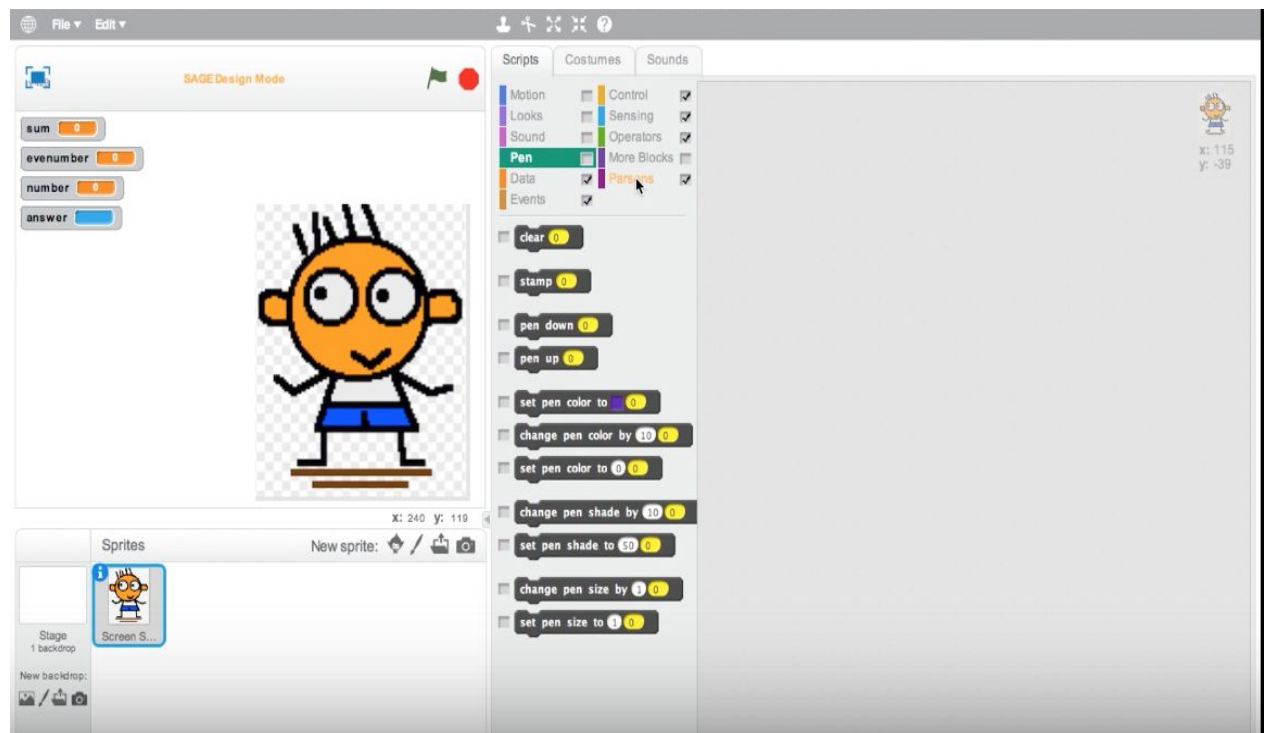 File ▾ Edit ▾
SAGE Design Mode
sum 0
evenumber 0
number 0
answer
X: 240 y: 119
Sprites New sprite:
Stage
1 backdrop
Screen S...
New backdrop:
Scripts Costumes Sounds
Motion Control
Looks Sensing
Sound Operators
Pen More Blocks
Data Parsons
Events
clear 0
stamp 0
pen down 0
pen up 0
set pen color to 0
change pen color by 10 0
set pen color to 0 0
change pen shade by 10 0
set pen shade to 50 0
change pen size by 1 0
set pen size to 1 0
x: 115
y: -39